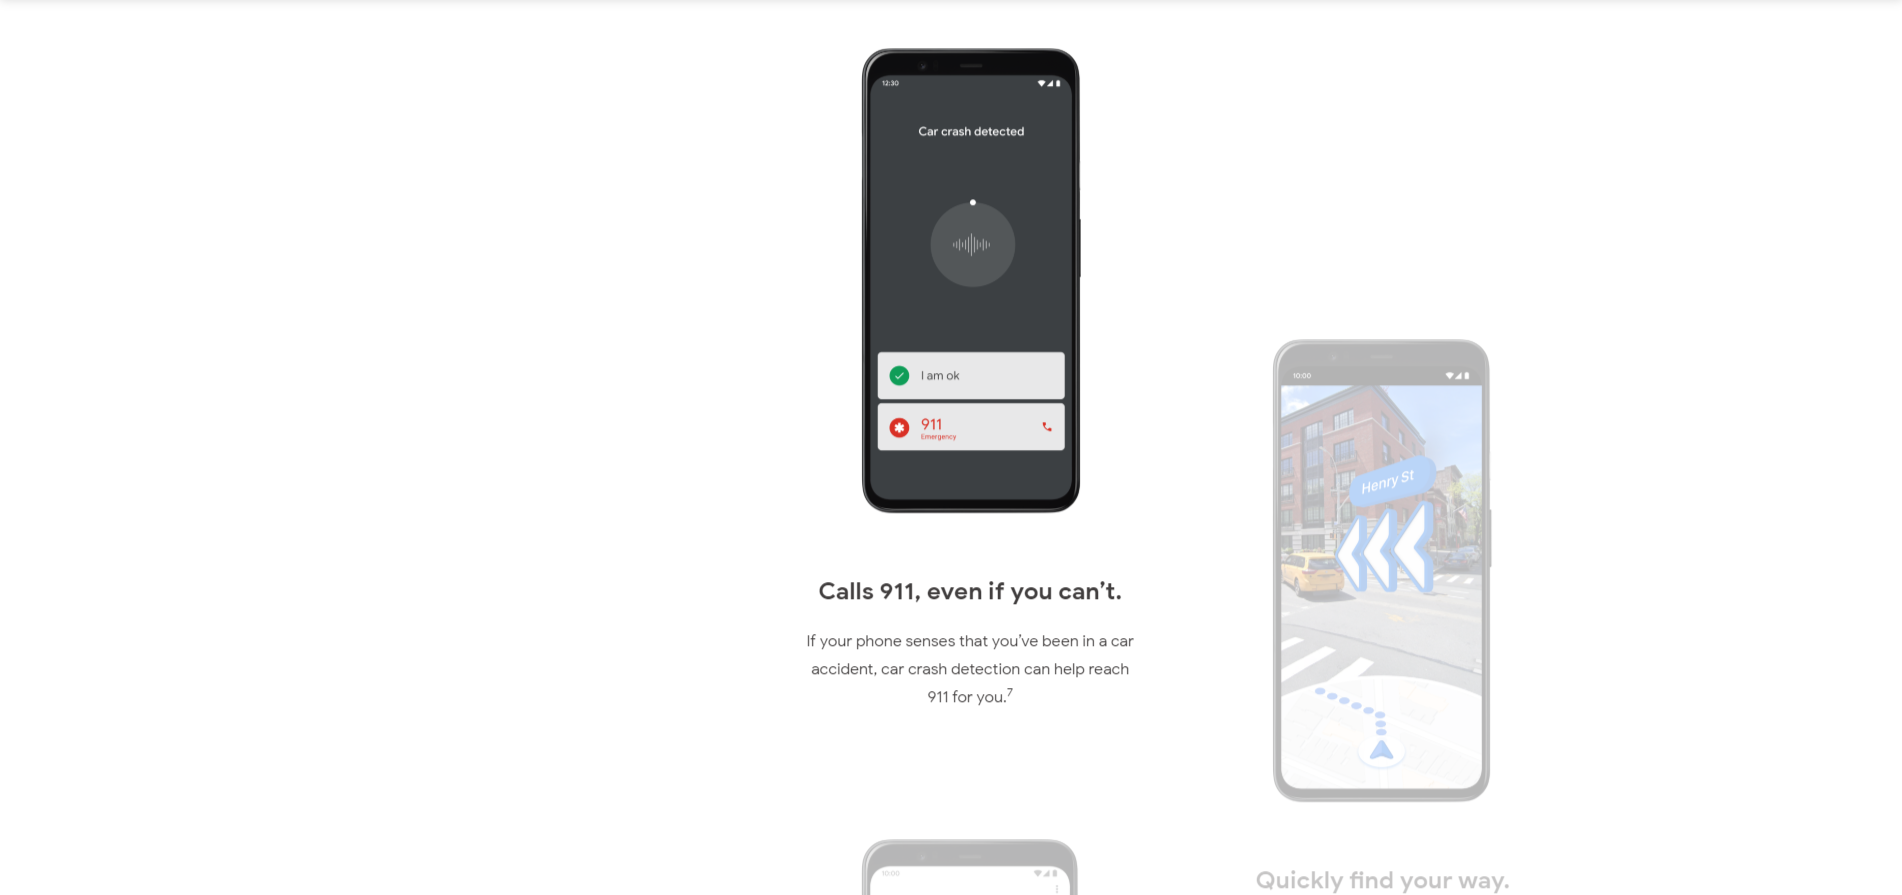 12:30
Car crash detected
I am ok
911
Emergency
Calls 911, even if you can’t.
If your phone senses that you’ve been in a car
accident, car crash detection can help reach
911 for you.7
10:00
Henry St
Quickly find your way.
10:00